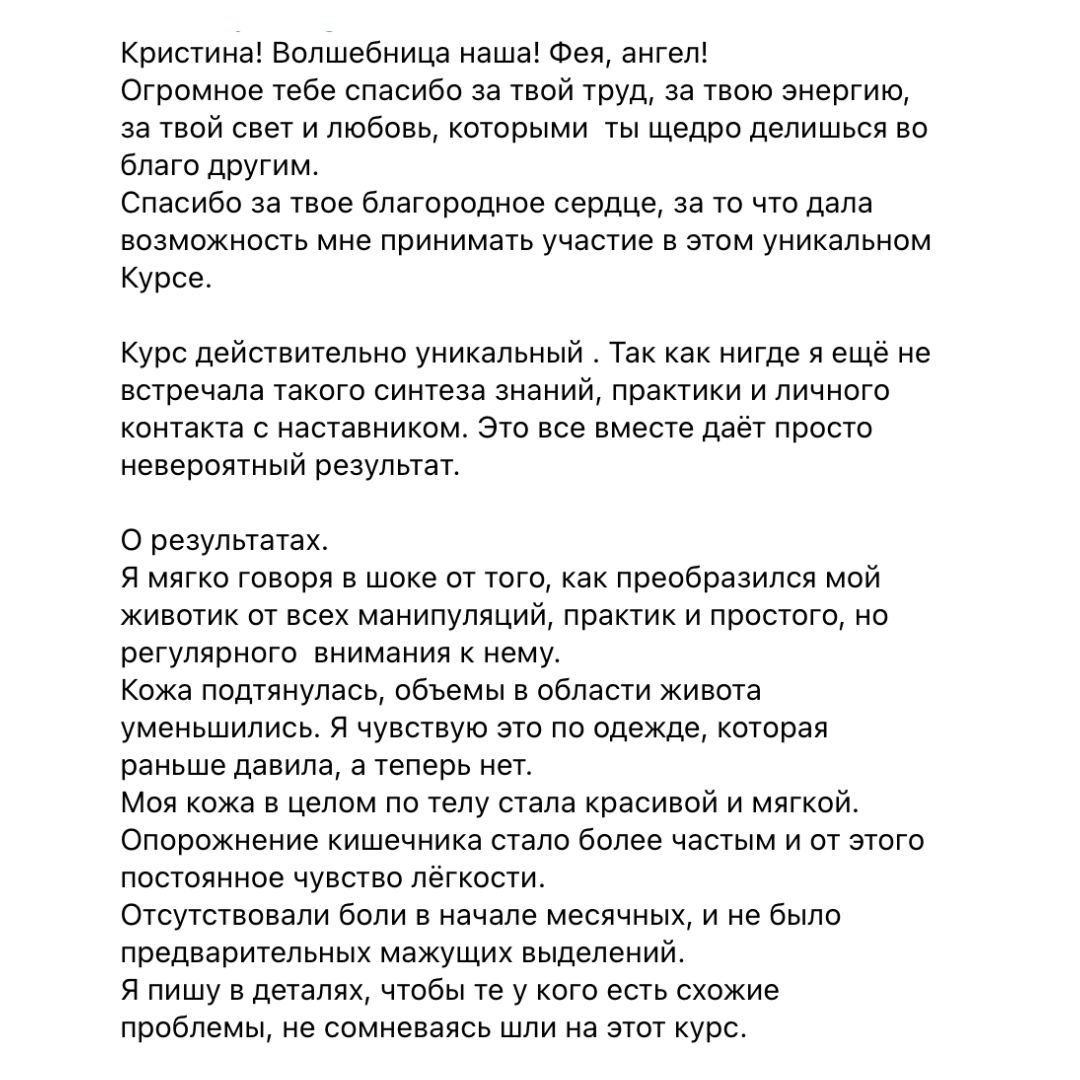 Кристина! Волшебница наша! Фея, ангел!
Огромное тебе спасибо за твой труд, за твою энергию,
за твой свет и любовь, которыми  ты щедро делишься во
благо другим.
Спасибо за твое благородное сердце, за то что дала
возможность мне принимать участие в этом уникальном
Курсе.

Курс действительно уникальный . Так как нигде я ещё не
встречала такого синтеза знаний, практики и личного
контакта с наставником. Это все вместе даёт просто
невероятный результат.

О результатах.
Я мягко говоря в шоке от того, как преобразился мой
животик от всех манипуляций, практик и простого, но
регулярного  внимания к нему.
Кожа подтянулась, объемы в области живота
уменьшились. Я чувствую это по одежде, которая
раньше давила, а теперь нет.
Моя кожа в целом по телу стала красивой и мягкой.
Опорожнение кишечника стало более частым и от этого
постоянное чувство лёгкости.
Отсутствовали боли в начале месячных, и не было
предварительных мажущих выделений.
Я пишу в деталях, чтобы те у кого есть схожие
проблемы, не сомневаясь шли на этот курс.